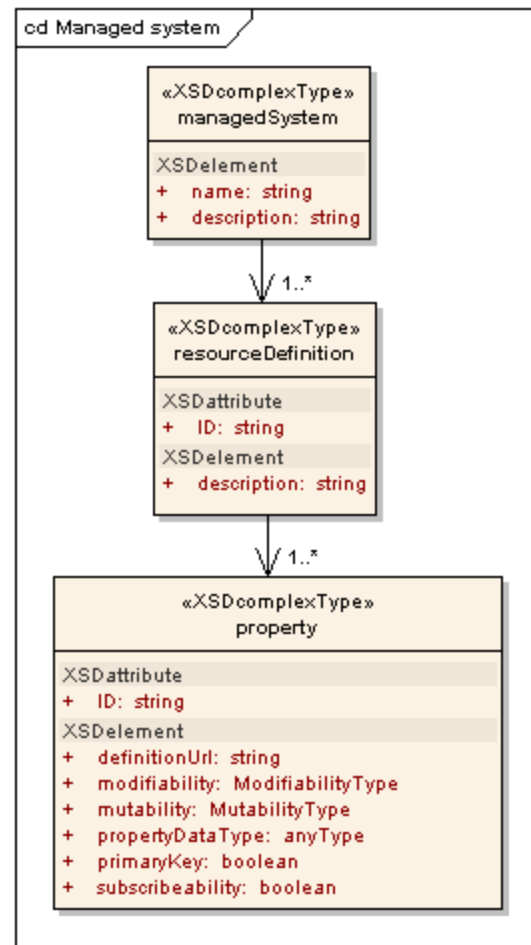 cd Managed system
«XSDcomplexType»
managedSystem
XSDelement
+ name: string
+ description: string
1..*
«XSDcomplexType»
resourceDefinition
XSDattribute
+ ID: string
XSDelement
+ description: string
1..*
«XSDcomplexType»
property
XSDattribute
+ ID: string
XSDelement
+ definitionUrl: string
+ modifiability: ModifiabilityType
+ mutability: MutabilityType
+ propertyDataType: anyType
+ primaryKey: boolean
+ subscribeability: boolean